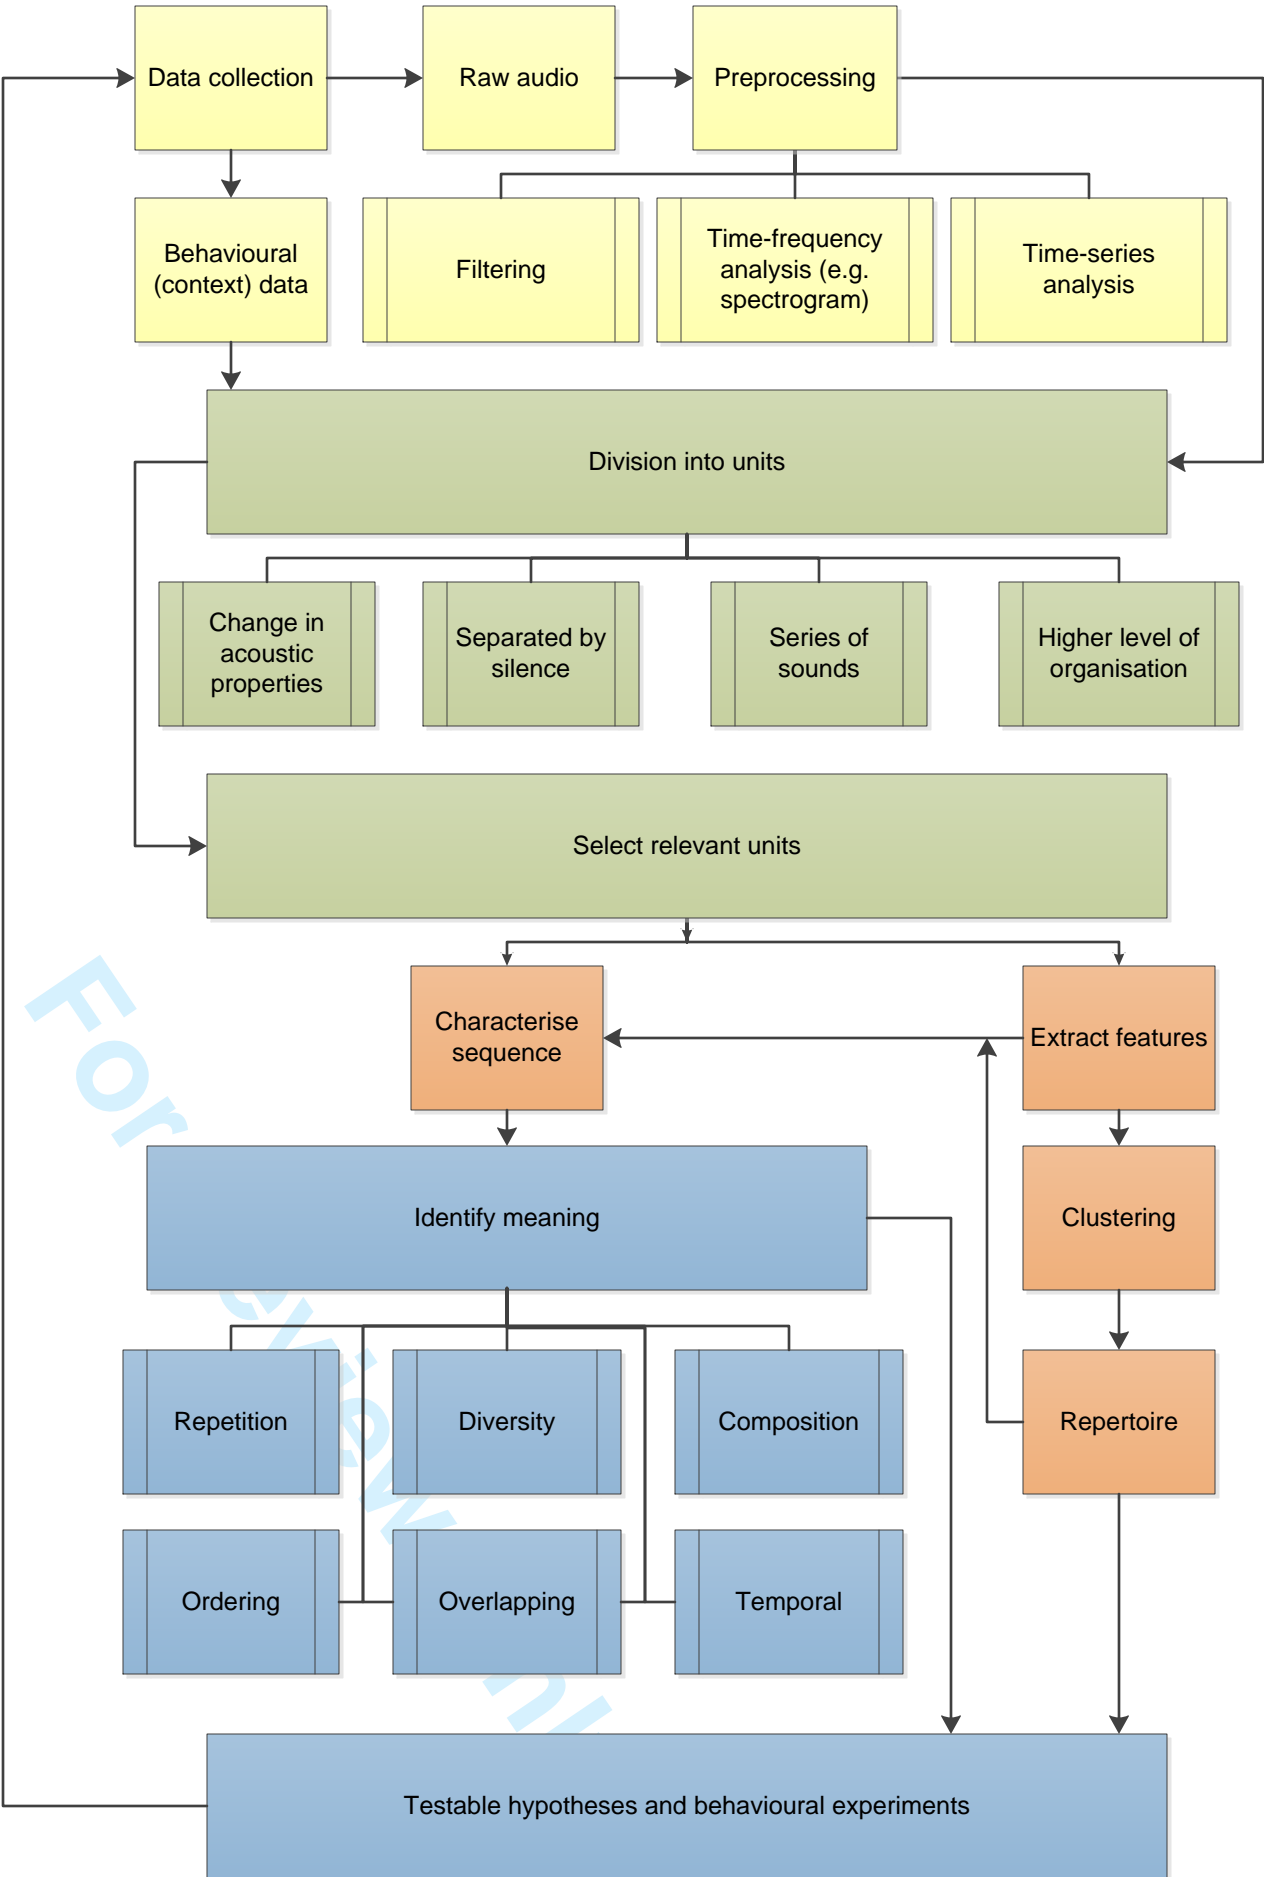 Data collection
Raw audio
Preprocessing
Behavioural
(context) data
Filtering
Time-frequency
analysis (e.g.
spectrogram)
Time-series
analysis
Division into units
Change in
acoustic
properties
Separated by
silence
Series of
sounds
Higher level of
organisation
Select relevant units
Characterise
sequence
Extract features
Identify meaning
Clustering
Repetition
Diversity
Composition
Repertoire
Ordering
Overlapping
Temporal
Testable hypotheses and behavioural experiments
For